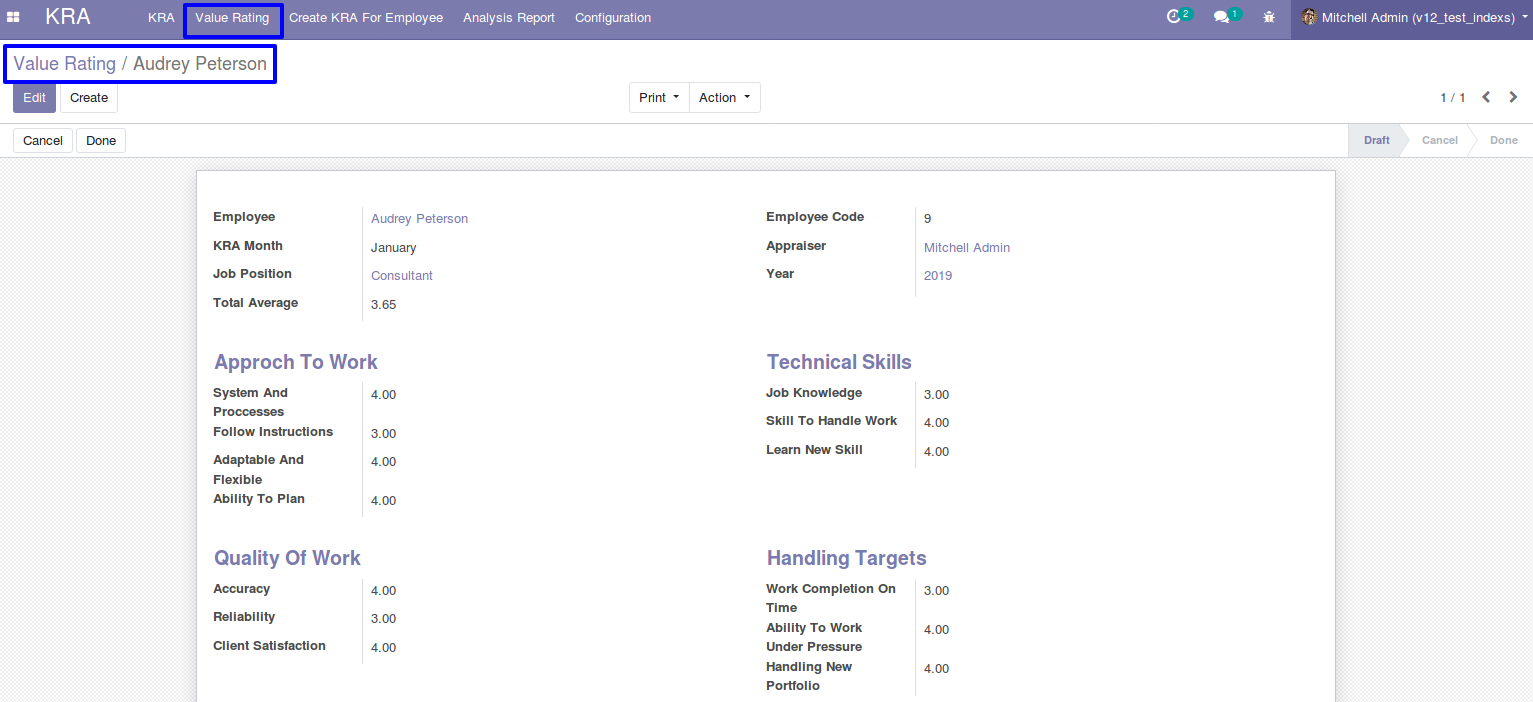 KRA KRA Value Rating Create KRA For Employee Analysis Report Configuration 2 1 Mitchell Admin (v12_test_indexs)
Value Rating / Audrey Peterson
Edit Create Print Action 1 / 1
Cancel Done Draft Cancel Done
Employee Audrey Peterson Employee Code 9
KRA Month January Appraiser Mitchell Admin
Job Position Consultant Year 2019
Total Average 3.65
Approch To Work
System And 4.00
Proccesses
Follow Instructions 3.00
Adaptable And 4.00
Flexible
Ability To Plan 4.00
Technical Skills
Job Knowledge 3.00
Skill To Handle Work 4.00
Learn New Skill 4.00
Quality Of Work
Accuracy 4.00
Reliability 3.00
Client Satisfaction 4.00
Handling Targets
Work Completion On 3.00
Time
Ability To Work 4.00
Under Pressure
Handling New 4.00
Portfolio